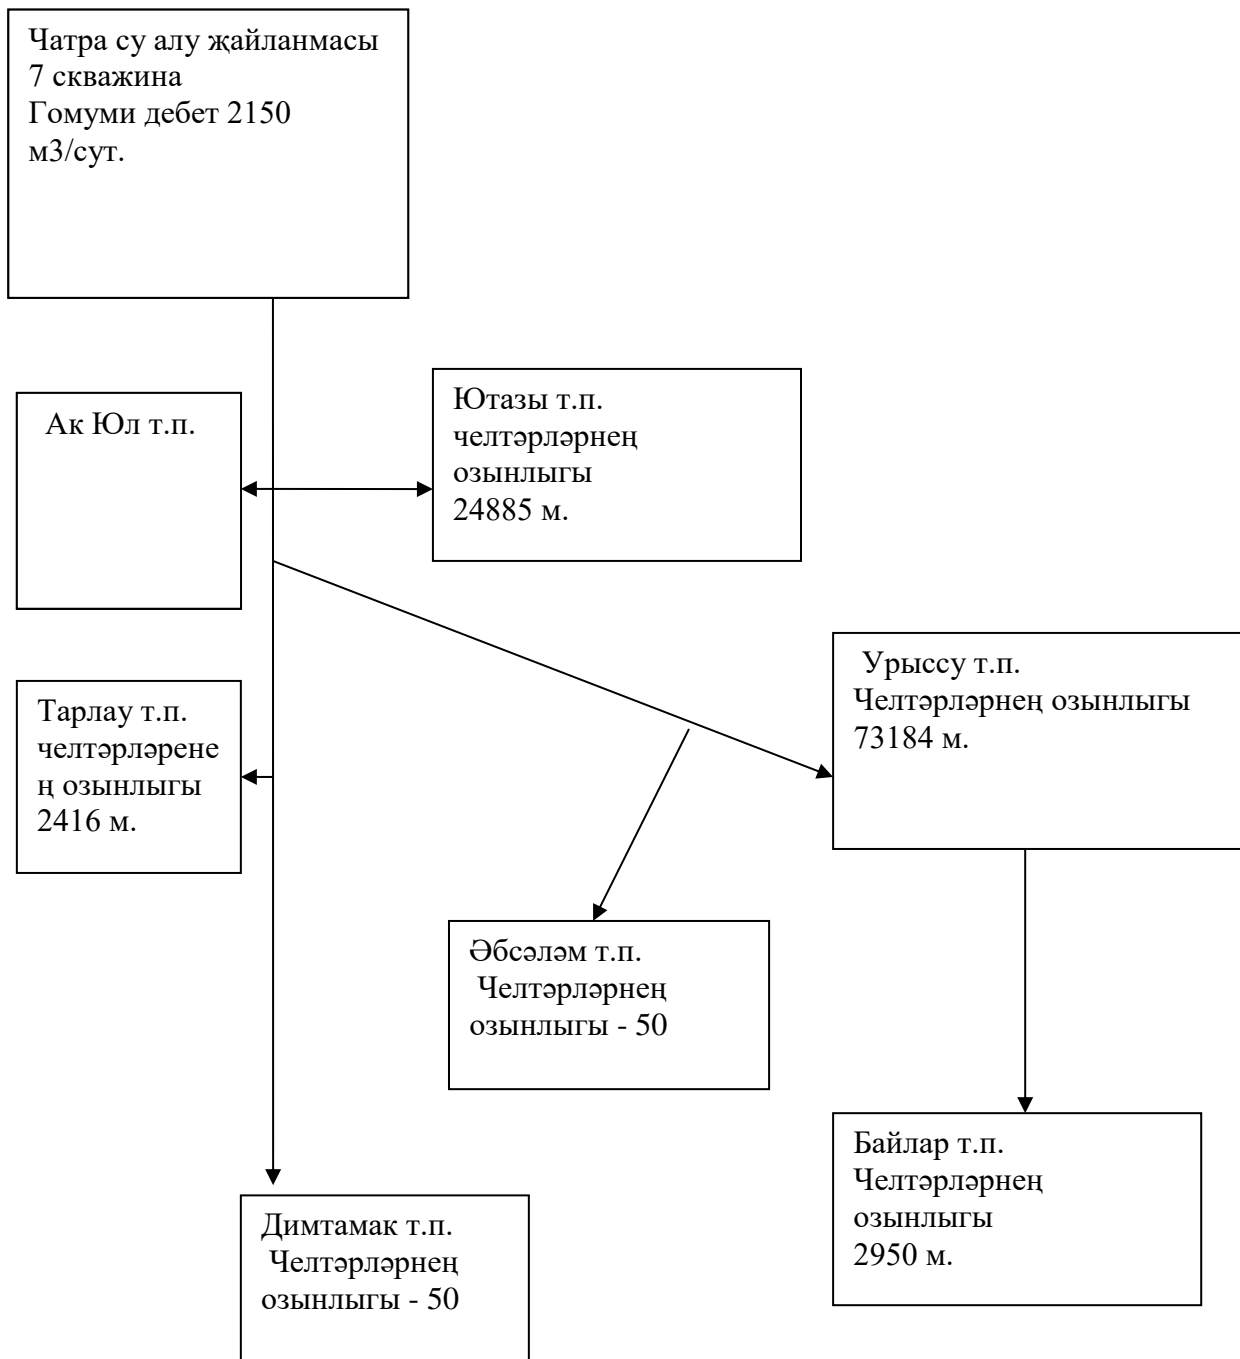 Чатра су алу җайланмасы
7 скважина
Гомуми дебет 2150
м3/сут.
Ак Юл т.п.
Ютазы т.п.
челтәрләрнең
озынлыгы
24885 м.
Урыссу т.п.
Челтәрләрнең озынлыгы
73184 м.
Тарлау т.п.
челтәрләрене
ң озынлыгы
2416 м.
Әбсәләм т.п.
Челтәрләрнең
озынлыгы - 50
Байлар т.п.
Челтәрләрнең
озынлыгы
2950 м.
Димтамак т.п.
Челтәрләрнең
озынлыгы - 50